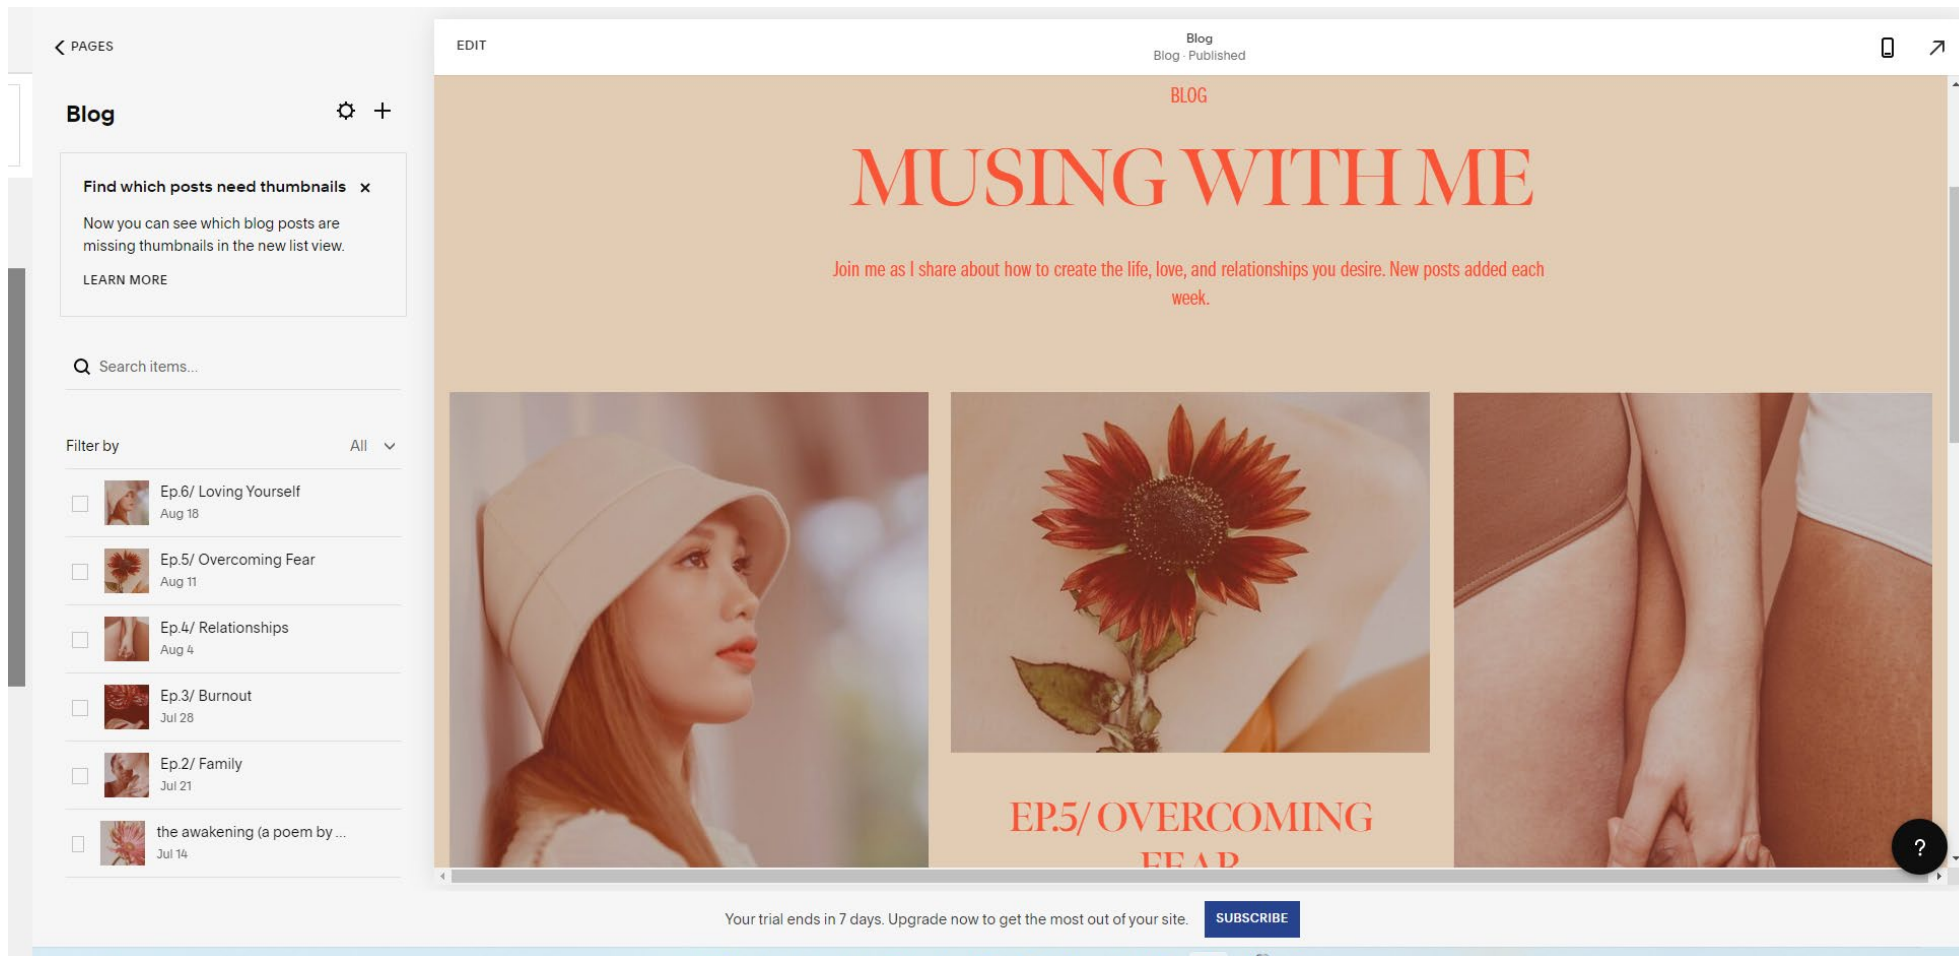 PAGES
Blog
Find which posts need thumbnails
Now you can see which blog posts are
missing thumbnails in the new list view.
LEARN MORE
Search items...
Filter by All
Ep.6/ Loving Yourself
Aug 18
Ep.5/ Overcoming Fear
Aug 11
Ep.4/ Relationships
Aug 4
Ep.3/ Burnout
Jul 28
Ep.2/ Family
Jul 21
the awakening (a poem by ...
Jul 14
EDIT
Blog
Blog · Published
BLOG
MUSING WITH ME
Join me as I share about how to create the life, love, and relationships you desire. New posts added each
week.
EP.5/ OVERCOMING
FEAR
?
Your trial ends in 7 days. Upgrade now to get the most out of your site. SUBSCRIBE